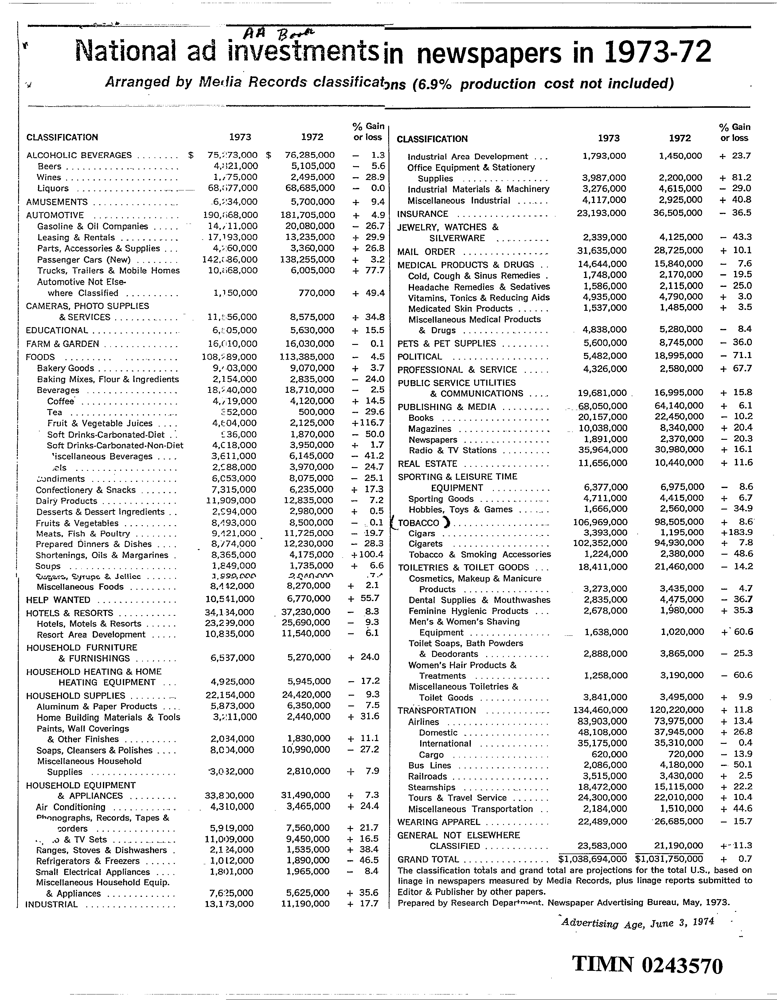 AA Book
National ad investments in newspapers in 1973-72
Arranged by Media Records classifications (6.9% production cost not included)
CLASSIFICATION 1973 1972 % Gain or loss
ALCOHOLIC BEVERAGES ........ $ 75,273,000 $ 76,285,000 — 1.3
Beers .................... 4,821,000 5,105,000 — 5.6
Wines .................... 1,775,000 2,495,000 — 28.9
Liquors .................... 68,677,000 68,685,000 — 0.0
AMUSEMENTS ................ 6,234,000 5,700,000 + 9.4
AUTOMOTIVE ............... 190,668,000 181,705,000 + 4.9
Gasoline & Oil Companies ..... 14,711,000 20,080,000 — 26.7
Leasing & Rentals .......... 17,193,000 13,235,000 + 29.9
Parts, Accessories & Supplies ... 4,260,000 3,360,000 + 26.8
Passenger Cars (New) ........ 142,686,000 138,255,000 + 3.2
Trucks, Trailers & Mobile Homes 10,668,000 6,005,000 + 77.7
Automotive Not Else-
where Classified .......... 1,150,000 770,000 + 49.4
CAMERAS, PHOTO SUPPLIES
& SERVICES ............ 11,556,000 8,575,000 + 34.8
EDUCATIONAL ................ 6,505,000 5,630,000 + 15.5
FARM & GARDEN .............. 16,010,000 16,030,000 — 0.1
FOODS .................... 108,289,000 113,385,000 — 4.5
Bakery Goods ............... 9,403,000 9,070,000 + 3.7
Baking Mixes, Flour & Ingredients 2,154,000 2,835,000 — 24.0
Beverages ................ 18,240,000 18,710,000 — 2.5
Coffee .................. 4,719,000 4,120,000 + 14.5
Tea .................... 352,000 500,000 — 29.6
Fruit & Vegetable Juices .... 4,604,000 2,125,000 +116.7
Soft Drinks-Carbonated-Diet .. 936,000 1,870,000 — 50.0
Soft Drinks-Carbonated-Non-Diet 4,018,000 3,950,000 + 1.7
Miscellaneous Beverages .... 3,611,000 6,145,000 — 41.2
.................. 2,988,000 3,970,000 — 24.7
Condiments ................ 6,053,000 8,075,000 — 25.1
Confectionery & Snacks ...... 7,315,000 6,235,000 + 17.3
Dairy Products .............. 11,909,000 12,835,000 — 7.2
Desserts & Dessert Ingredients .. 2,994,000 2,980,000 + 0.5
Fruits & Vegetables .......... 8,493,000 8,500,000 — 0.1
Meats, Fish & Poultry ........ 9,421,000 11,725,000 — 19.7
Prepared Dinners & Dishes .... 8,774,000 12,230,000 — 28.3
Shortenings, Oils & Margarines . 8,365,000 4,175,000 +100.4
Soups .................... 1,849,000 1,735,000 + 6.6
Sugars, Syrups & Jellies ......
Miscellaneous Foods .......... 8,442,000 8,270,000 + 2.1
HELP WANTED ............... 10,541,000 6,770,000 + 55.7
HOTELS & RESORTS ........... 34,134,000 37,230,000 — 8.3
Hotels, Motels & Resorts ...... 23,299,000 25,690,000 — 9.3
Resort Area Development ..... 10,835,000 11,540,000 — 6.1
HOUSEHOLD FURNITURE
& FURNISHINGS ........ 6,537,000 5,270,000 + 24.0
HOUSEHOLD HEATING & HOME
HEATING EQUIPMENT ... 4,925,000 5,945,000 — 17.2
HOUSEHOLD SUPPLIES ........ 22,154,000 24,420,000 — 9.3
Aluminum & Paper Products .... 5,873,000 6,350,000 — 7.5
Home Building Materials & Tools 3,211,000 2,440,000 + 31.6
Paints, Wall Coverings
& Other Finishes ........... 2,034,000 1,830,000 + 11.1
Soaps, Cleansers & Polishes .... 8,004,000 10,990,000 — 27.2
Miscellaneous Household
Supplies ................ 3,032,000 2,810,000 + 7.9
HOUSEHOLD EQUIPMENT
& APPLIANCES .......... 33,800,000 31,490,000 + 7.3
Air Conditioning ............. 4,310,000 3,465,000 + 24.4
Phonographs, Records, Tapes &
corders ................ 5,919,000 7,560,000 + 21.7
& TV Sets .............. 11,009,000 9,450,000 + 16.5
Ranges, Stoves & Dishwashers . 2,124,000 1,535,000 + 38.4
Refrigerators & Freezers ...... 1,012,000 1,890,000 — 46.5
Small Electrical Appliances .... 1,801,000 1,965,000 — 8.4
Miscellaneous Household Equip.
& Appliances ............. 7,625,000 5,625,000 + 35.6
INDUSTRIAL ................. 13,173,000 11,190,000 + 17.7
CLASSIFICATION 1973 1972 % Gain or loss
Industrial Area Development ... 1,793,000 1,450,000 + 23.7
Office Equipment & Stationery
Supplies ................ 3,987,000 2,200,000 + 81.2
Industrial Materials & Machinery 3,276,000 4,615,000 — 29.0
Miscellaneous Industrial ...... 4,117,000 2,925,000 + 40.8
INSURANCE ................. 23,193,000 36,505,000 — 36.5
JEWELRY, WATCHES &
SILVERWARE .......... 2,339,000 4,125,000 — 43.3
MAIL ORDER ................ 31,635,000 28,725,000 + 10.1
MEDICAL PRODUCTS & DRUGS .. 14,644,000 15,840,000 — 7.6
Cold, Cough & Sinus Remedies . 1,748,000 2,170,000 — 19.5
Headache Remedies & Sedatives 1,586,000 2,115,000 — 25.0
Vitamins, Tonics & Reducing Aids 4,935,000 4,790,000 + 3.0
Medicated Skin Products ...... 1,537,000 1,485,000 + 3.5
Miscellaneous Medical Products
& Drugs ................. 4,838,000 5,280,000 — 8.4
PETS & PET SUPPLIES ......... 5,600,000 8,745,000 — 36.0
POLITICAL .................. 5,482,000 18,995,000 — 71.1
PROFESSIONAL & SERVICE ..... 4,326,000 2,580,000 + 67.7
PUBLIC SERVICE UTILITIES
& COMMUNICATIONS .... 19,681,000 16,995,000 + 15.8
PUBLISHING & MEDIA ......... 68,050,000 64,140,000 + 6.1
Books ..................... 20,157,000 22,450,000 — 10.2
Magazines ................. 10,038,000 8,340,000 + 20.4
Newspapers ................ 1,891,000 2,370,000 — 20.3
Radio & TV Stations ......... 35,964,000 30,980,000 + 16.1
REAL ESTATE ................ 11,656,000 10,440,000 + 11.6
SPORTING & LEISURE TIME
EQUIPMENT ............ 6,377,000 6,975,000 — 8.6
Sporting Goods .............. 4,711,000 4,415,000 + 6.7
Hobbies, Toys & Games ...... 1,666,000 2,560,000 — 34.9
TOBACCO ................. 106,969,000 98,505,000 + 8.6
Cigars .................... 3,393,000 1,195,000 +183.9
Cigarets ................... 102,352,000 94,930,000 + 7.8
Tobacco & Smoking Accessories 1,224,000 2,380,000 — 48.6
TOILETRIES & TOILET GOODS ... 18,411,000 21,460,000 — 14.2
Cosmetics, Makeup & Manicure
Products ................ 3,273,000 3,435,000 — 4.7
Dental Supplies & Mouthwashes 2,835,000 4,475,000 — 36.7
Feminine Hygienic Products ... 2,678,000 1,980,000 + 35.3
Men's & Women's Shaving
Equipment ............... 1,638,000 1,020,000 + 60.6
Toilet Soaps, Bath Powders
& Deodorants ............ 2,888,000 3,865,000 — 25.3
Women's Hair Products &
Treatments .............. 1,258,000 3,190,000 — 60.6
Miscellaneous Toiletries &
Toilet Goods ............. 3,841,000 3,495,000 + 9.9
TRANSPORTATION ............ 134,460,000 120,220,000 + 11.8
Airlines ................... 83,903,000 73,975,000 + 13.4
Domestic ................ 48,108,000 37,945,000 + 26.8
International ............. 35,175,000 35,310,000 — 0.4
Cargo ................... 620,000 720,000 — 13.9
Bus Lines ................. 2,086,000 4,180,000 — 50.1
Railroads .................. 3,515,000 3,430,000 + 2.5
Steamships ................ 18,472,000 15,115,000 + 22.2
Tours & Travel Service ....... 24,300,000 22,010,000 + 10.4
Miscellaneous Transportation .. 2,184,000 1,510,000 + 44.6
WEARING APPAREL ............ 22,489,000 26,685,000 — 15.7
GENERAL NOT ELSEWHERE
CLASSIFIED ............ 23,583,000 21,190,000 + 11.3
GRAND TOTAL ............... $1,038,694,000 $1,031,750,000 + 0.7
The classification totals and grand total are projections for the total U.S., based on
linage in newspapers measured by Media Records, plus linage reports submitted to
Editor & Publisher by other papers.
Prepared by Research Department. Newspaper Advertising Bureau, May, 1973.
Advertising Age, June 3, 1974
TIMN 0243570